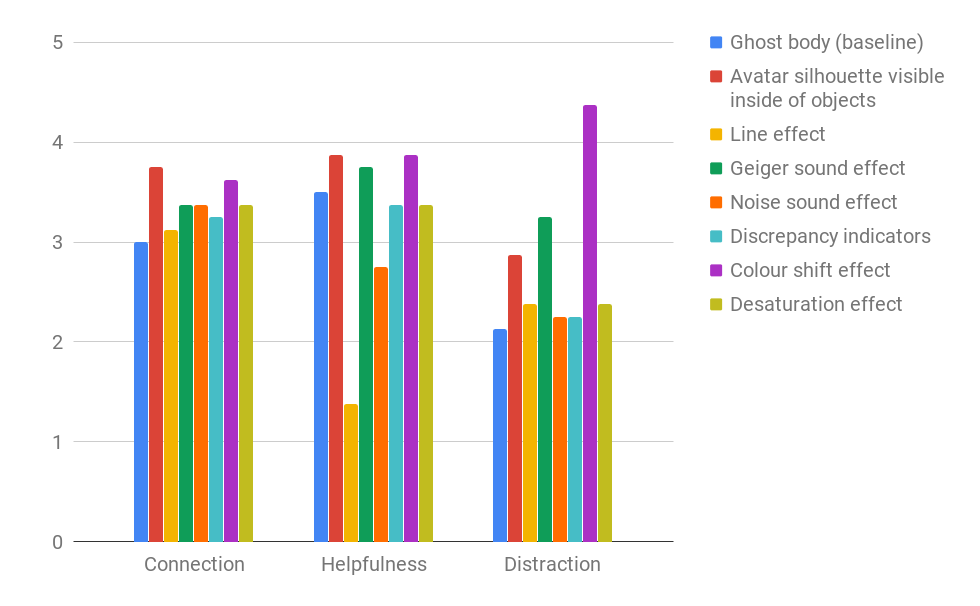 5
4
3
2
1
0
Connection
Helpfulness
Distraction
Ghost body (baseline)
Avatar silhouette visible
inside of objects
Line effect
Geiger sound effect
Noise sound effect
Discrepancy indicators
Colour shift effect
Desaturation effect